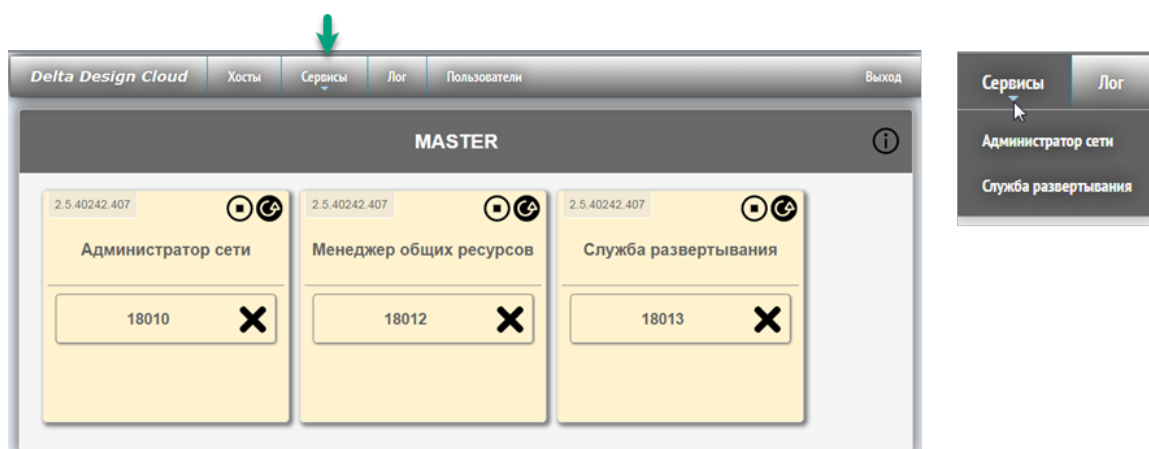 Delta Design Cloud Хосты Сервисы Лог Пользователи Выход
MASTER
2.5.40242.407 2.5.40242.407 2.5.40242.407
Администратор сети Менеджер общих ресурсов Служба развертывания
18010 18012 18013
Сервисы Лог
Администратор сети
Служба развертывания